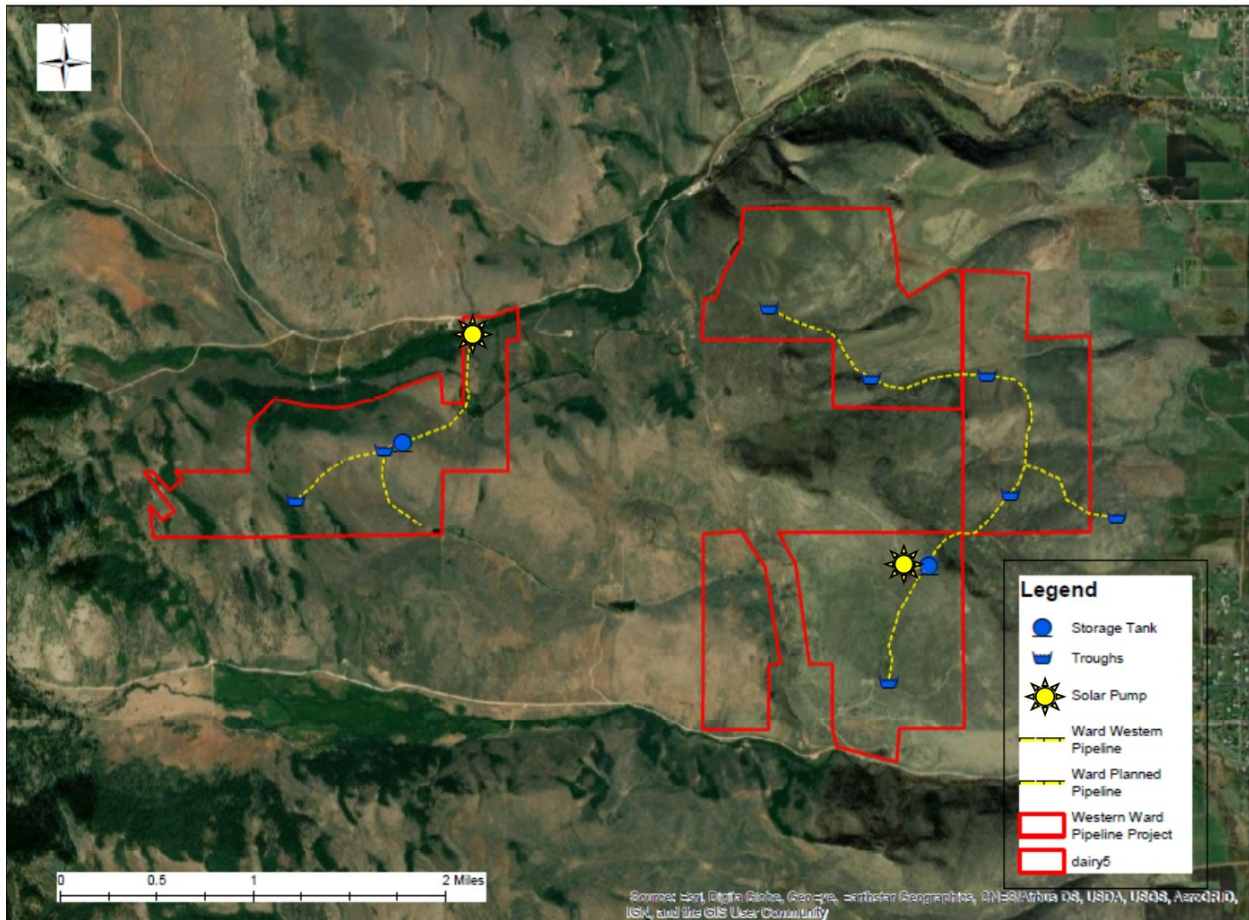 N
Legend
Storage Tank
Troughs
Solar Pump
Ward Western
Pipeline
Ward Planned
Pipeline
Western Ward
Pipeline Project
dairy5
0 0.5 1 2 Miles
Source: Esri, DigitalGlobe, GeoEye, Earthstar Geographics, CNES/Airbus DS, USDA, USGS, AeroGRID,
IGN, and the GIS User Community